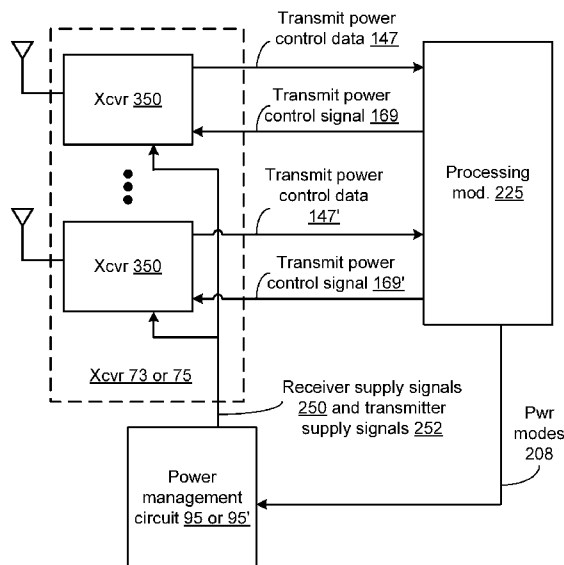 Transmit power
control data 147
Xcvr 350
Transmit power
control signal 169
Processing
mod. 225
Transmit power
control data
147'
Xcvr 350
Transmit power
control signal 169'
Xcvr 73 or 75
Receiver supply signals
250 and transmitter
supply signals 252
Pwr
modes
208
Power
management
circuit 95 or 95'